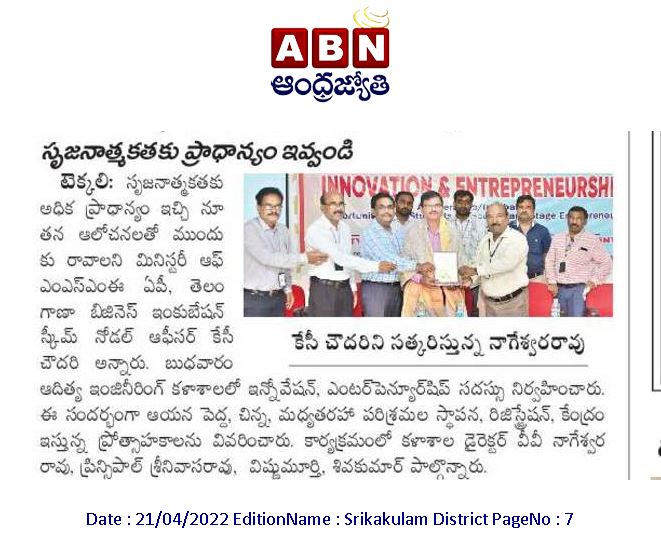 ABN
ఆంధ్రజ్యోతి
సృజనాత్మకతకు ప్రాధాన్యం ఇవ్వండి
టెక్కలి: సృజనాత్మకతకు
అధిక ప్రాధాన్యం ఇచ్చి నూ
తన ఆలోచనలతో ముందు
కు రావాలని మినిస్టరీ ఆఫ్
ఎంఎస్ఎంఈ ఏపీ, తెలం
గాణా బిజినెస్ ఇంకుబేషన్
స్కీమ్ నోడల్ ఆఫీసర్ కేసీ
చౌదరి అన్నారు. బుధవారం
INNOVATION & ENTREPRENEURSHI
కేసీ చౌదరిని సత్కరిస్తున్న నాగేశ్వరరావు
ఆదిత్య ఇంజినీరింగ్ కళాశాలలో ఇన్నోవేషన్, ఎంటర్‌పెన్యూర్‌షిప్ సదస్సు నిర్వహించారు.
ఈ సందర్భంగా ఆయన పెద్ద, చిన్న, మధ్యతరహా పరిశ్రమల స్థాపన, రిజిస్ట్రేషన్, కేంద్రం
ఇస్తున్న ప్రోత్సాహకాలను వివరించారు. కార్యక్రమంలో కళాశాల డైరెక్టర్ వీవీ నాగేశ్వర
రావు, ప్రిన్సిపాల్ శ్రీనివాసరావు, విష్ణుమూర్తి, శివకుమార్ పాల్గొన్నారు.
Date : 21/04/2022 EditionName : Srikakulam District PageNo : 7